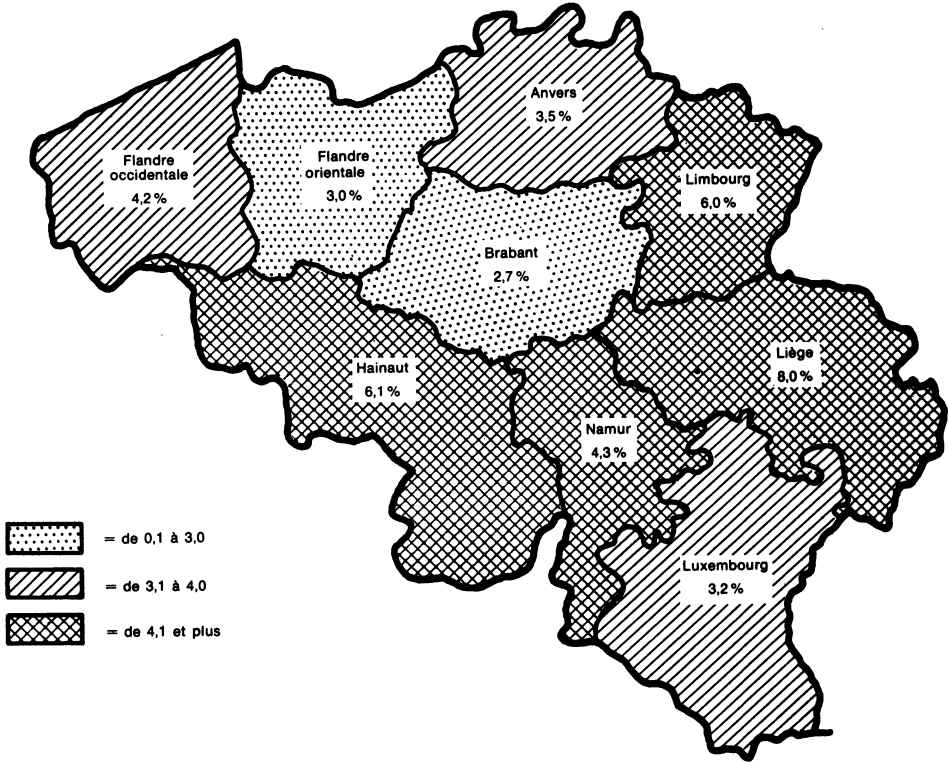 Anvers
3,5 %
Flandre
occidentale
4,2 %
Flandre
orientale
3,0 %
Limbourg
6,0 %
Brabant
2,7 %
Liège
8,0 %
Hainaut
6,1 %
Namur
4,3 %
Luxembourg
3,2 %
= de 0,1 à 3,0
= de 3,1 à 4,0
= de 4,1 et plus